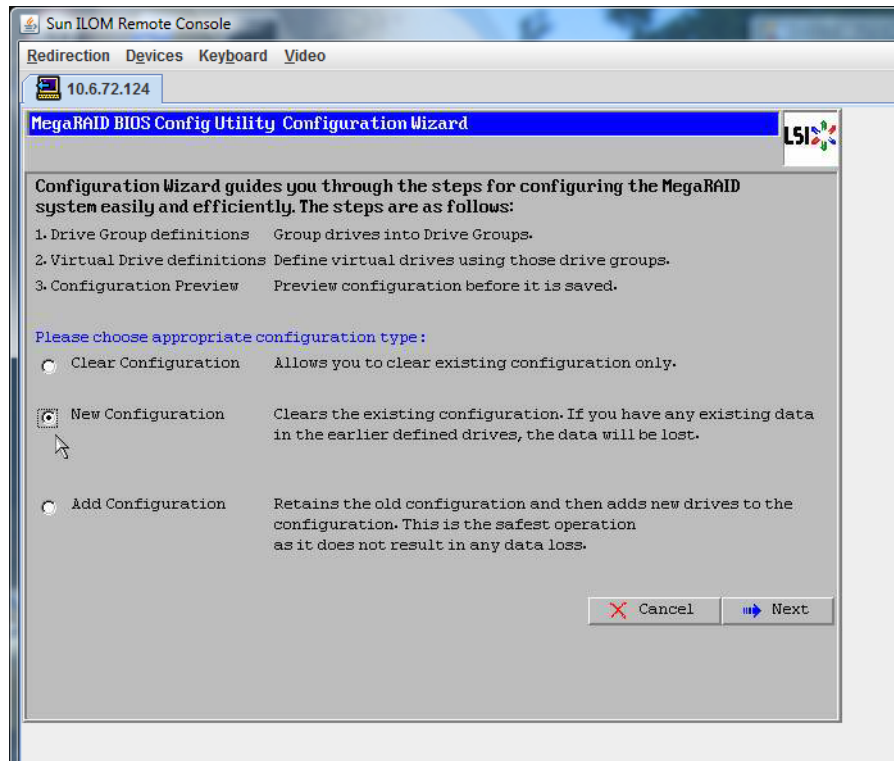 Sun ILOM Remote Console
Redirection Devices Keyboard Video
10.6.72.124
MegaRAID BIOS Config Utility Configuration Wizard
LSI
Configuration Wizard guides you through the steps for configuring the MegaRAID
system easily and efficiently. The steps are as follows:
1. Drive Group definitions Group drives into Drive Groups.
2. Virtual Drive definitions Define virtual drives using those drive groups.
3. Configuration Preview Preview configuration before it is saved.
Please choose appropriate configuration type:
Clear Configuration Allows you to clear existing configuration only.
New Configuration Clears the existing configuration. If you have any existing data
in the earlier defined drives, the data will be lost.
Add Configuration Retains the old configuration and then adds new drives to the
configuration. This is the safest operation
as it does not result in any data loss.
Cancel Next